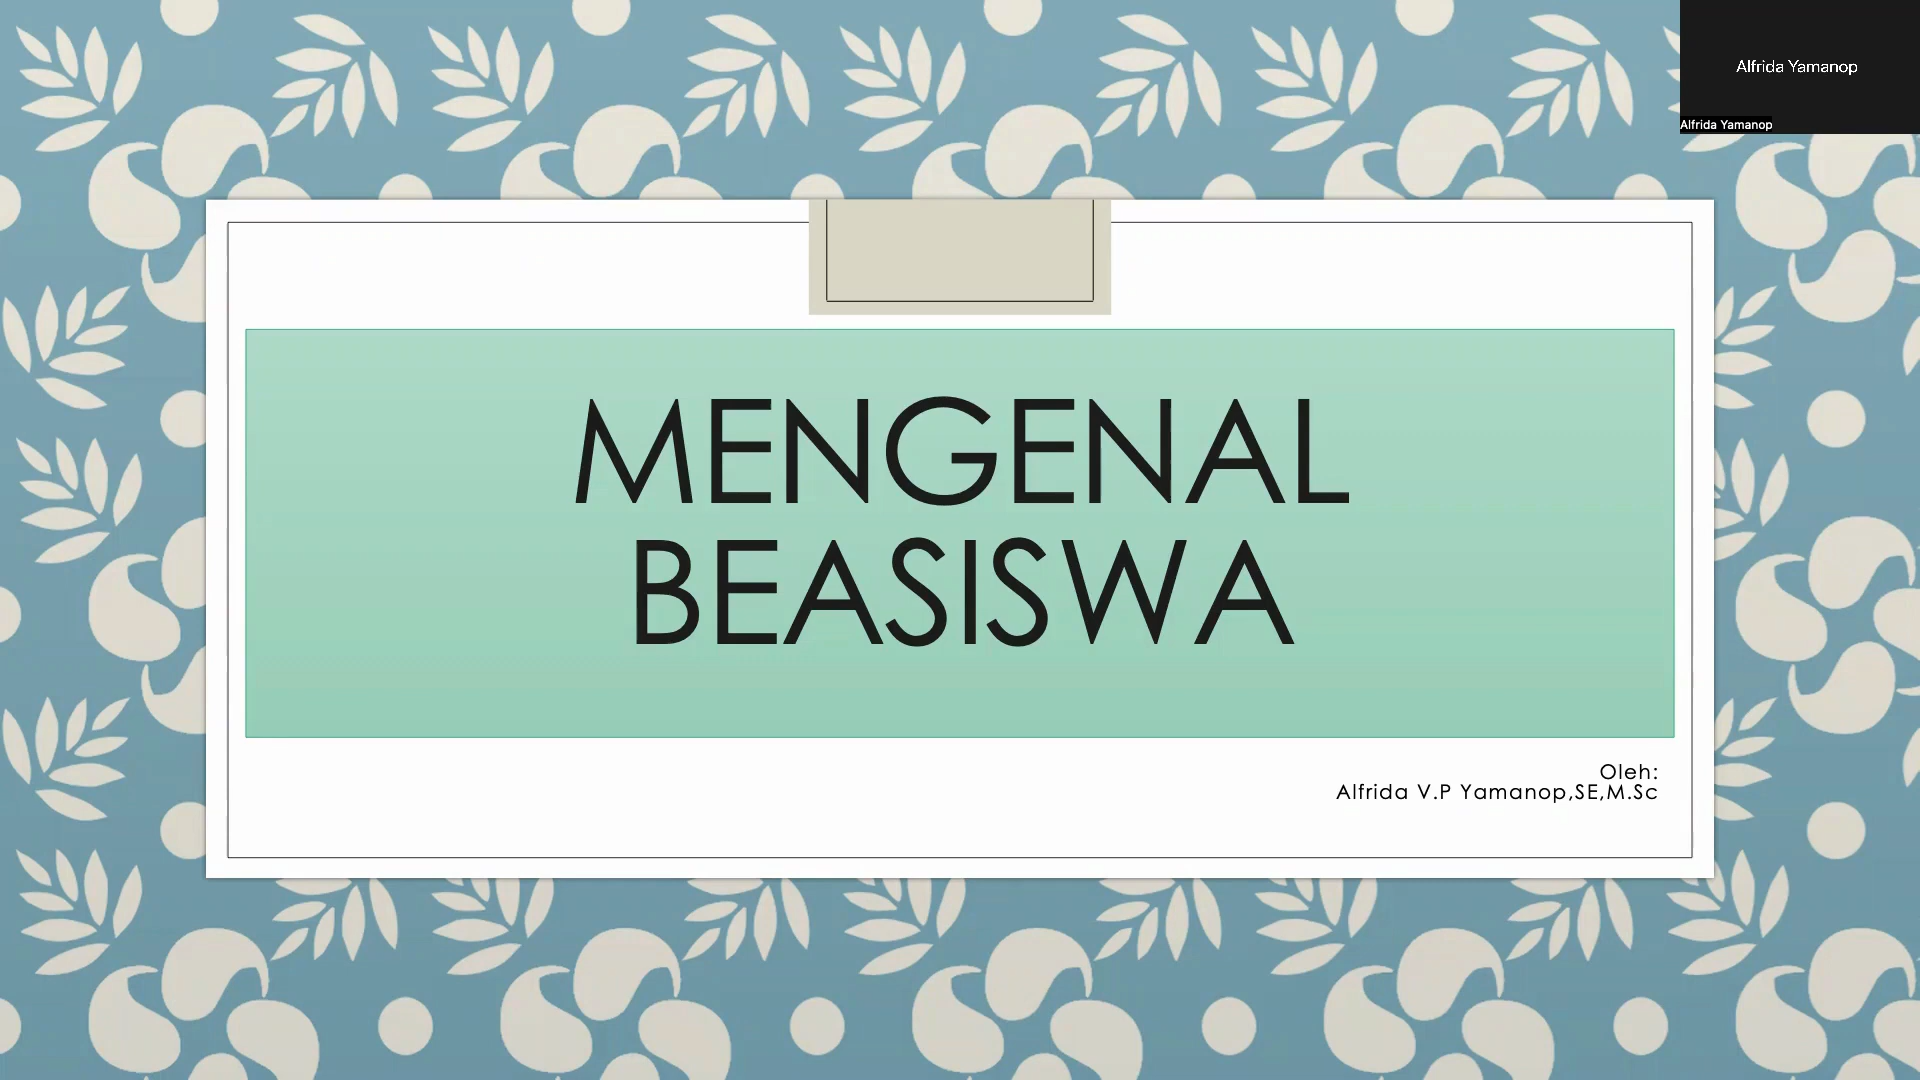 Alfrida Yamanop
Alfrida Yamanop
MENGENAL
BEASISWA
Oleh:
Alfrida V.P Yamanop,SE,M.Sc